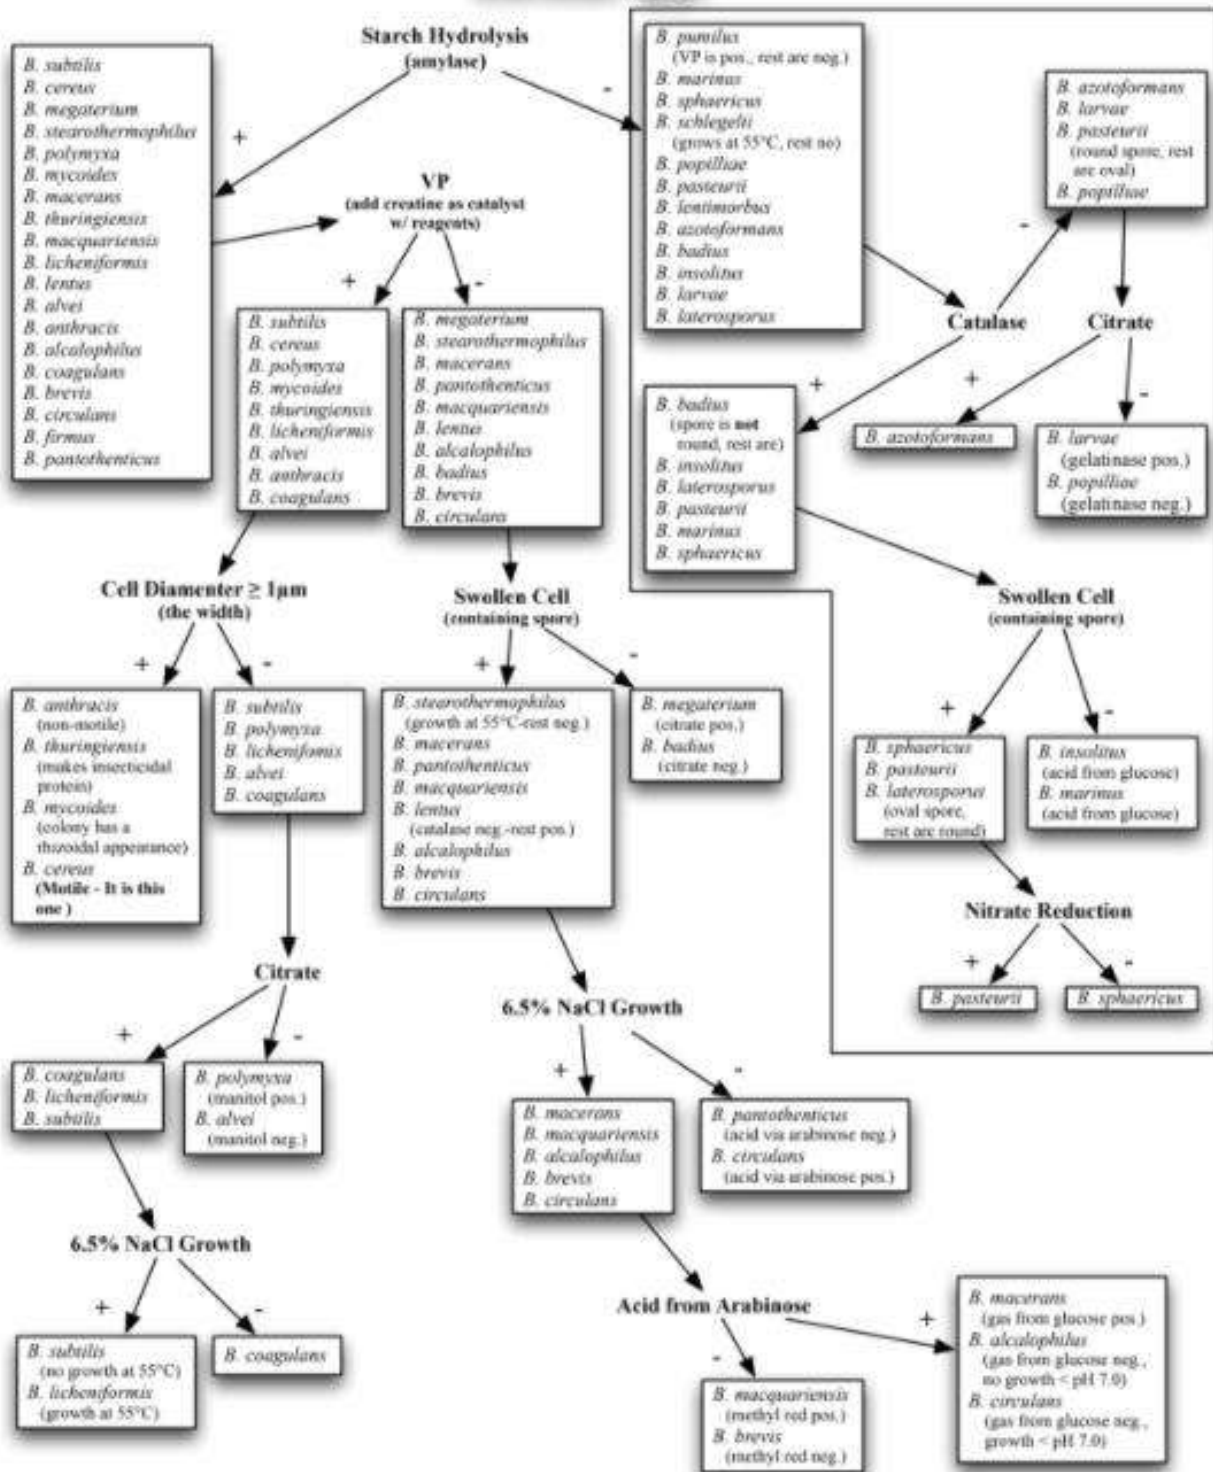 Starch Hydrolysis
(amylase)
+
-
B. subtilis
B. cereus
B. megaterium
B. stearothermophilus
B. polymyxa
B. mycoides
B. macerans
B. thuringiensis
B. macquariensis
B. licheniformis
B. lentus
B. alvei
B. anthracis
B. alcalophilus
B. coagulans
B. brevis
B. circulans
B. firmus
B. pantothenticus
VP
(add creatine as catalyst
w/ reagents)
+
-
B. subtilis
B. cereus
B. polymyxa
B. mycoides
B. thuringiensis
B. licheniformis
B. alvei
B. anthracis
B. coagulans
B. megaterium
B. stearothermophilus
B. macerans
B. pantothenticus
B. macquariensis
B. lentus
B. alcalophilus
B. badius
B. brevis
B. circulans
Cell Diamenter ≥ 1µm
(the width)
+
-
B. anthracis
(non-motile)
B. thuringiensis
(makes insecticidal
protein)
B. mycoides
(colony has a
thizoidal appearance)
B. cereus
(Motile - It is this
one )
B. subtilis
B. polymyxa
B. lichenifomis
B. alvei
B. coagulans
Citrate
+
-
B. coagulans
B. licheniformis
B. subtilis
B. polymyxa
(manitol pos.)
B. alvei
(manitol neg.)
6.5% NaCl Growth
+
-
B. subtilis
(no growth at 55°C)
B. licheniformis
(growth at 55°C)
B. coagulans
Swollen Cell
(containing spore)
+
-
B. stearothermophilus
(growth at 55°C-rest neg.)
B. macerans
B. pantothenticus
B. macquariensis
B. lentus
(catalase neg.-rest pos.)
B. alcalophilus
B. brevis
B. circulans
B. megaterium
(citrate pos.)
B. badius
(citrate neg.)
6.5% NaCl Growth
+
-
B. macerans
B. macquariensis
B. alcalophilus
B. brevis
B. circulans
B. pantothenticus
(acid via arabinose neg.)
B. circulans
(acid via arabinose pos.)
Acid from Arabinose
-
+
B. macquariensis
(methyl red pos.)
B. brevis
(methyl red neg.)
B. macerans
(gas from glucose pos.)
B. alcalophilus
(gas from glucose neg.,
no growth < pH 7.0)
B. circulans
(gas from glucose neg.,
growth < pH 7.0)
B. pumilus
(VP is pos., rest are neg.)
B. marinus
B. sphaericus
B. schlegelti
(grows at 55°C, rest no)
B. popilliae
B. pasteurii
B. lentimorbus
B. azotoformans
B. badius
B. insolitus
B. larvae
B. laterosporus
Catalase
-
+
B. azotoformans
B. larvae
B. pasteurii
(round spore, rest
are oval)
B. popilliae
Citrate
+
-
B. azotoformans
B. larvae
(gelatinase pos.)
B. popilliae
(gelatinase neg.)
B. badius
(spore is not
round, rest are)
B. insolitus
B. laterosporus
B. pasteurii
B. marinus
B. sphaericus
Swollen Cell
(containing spore)
+
-
B. sphaericus
B. pasteurii
B. laterosporus
(oval spore,
rest are round)
B. insolitus
(acid from glucose)
B. marinus
(acid from glucose)
Nitrate Reduction
+
-
B. pasteurii
B. sphaericus